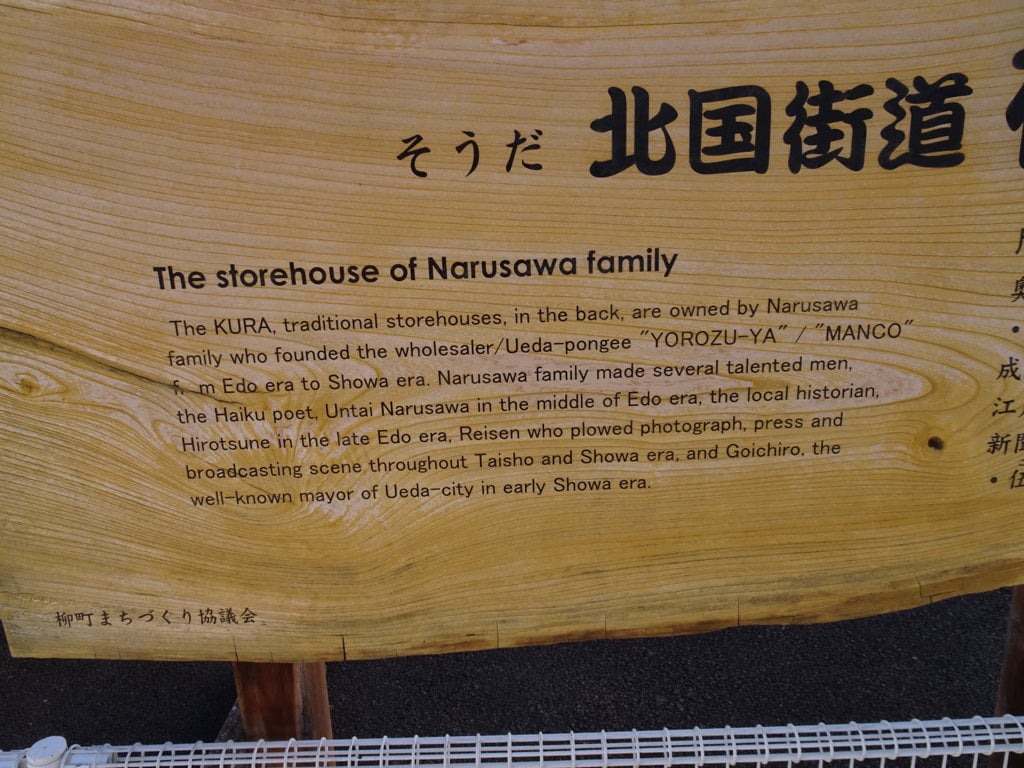 そうだ 北国街道
The storehouse of Narusawa family
The KURA, traditional storehouses, in the back, are owned by Narusawa
family who founded the wholesaler/Ueda-pongee "YOROZU-YA" / "MANCO"
Edo era to Showa era. Narusawa family made several talented men,
the Haiku poet, Untai Narusawa in the middle of Edo era, the local historian,
Hirotsune in the late Edo era, Reisen who plowed photograph, press and
broadcasting scene throughout Taisho and Showa era, and Goichiro, the
well-known mayor of Ueda-city in early Showa era.
・成
江
新聞
・伍
柳町まちづくり協議会